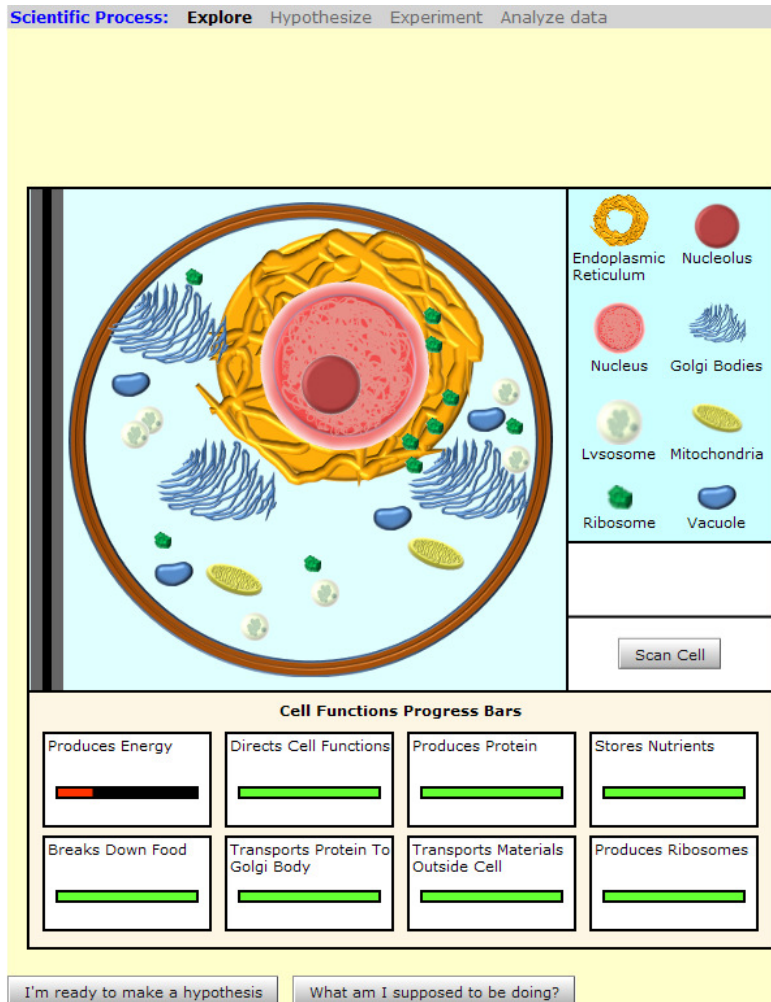 Scientific Process: Explore Hypothesize Experiment Analyze data
Endoplasmic
Reticulum
Nucleolus
Nucleus
Golgi Bodies
Lvsosome
Mitochondria
Ribosome
Vacuole
Scan Cell
Cell Functions Progress Bars
Produces Energy
Directs Cell Functions
Produces Protein
Stores Nutrients
Breaks Down Food
Transports Protein To
Golgi Body
Transports Materials
Outside Cell
Produces Ribosomes
I'm ready to make a hypothesis
What am I supposed to be doing?